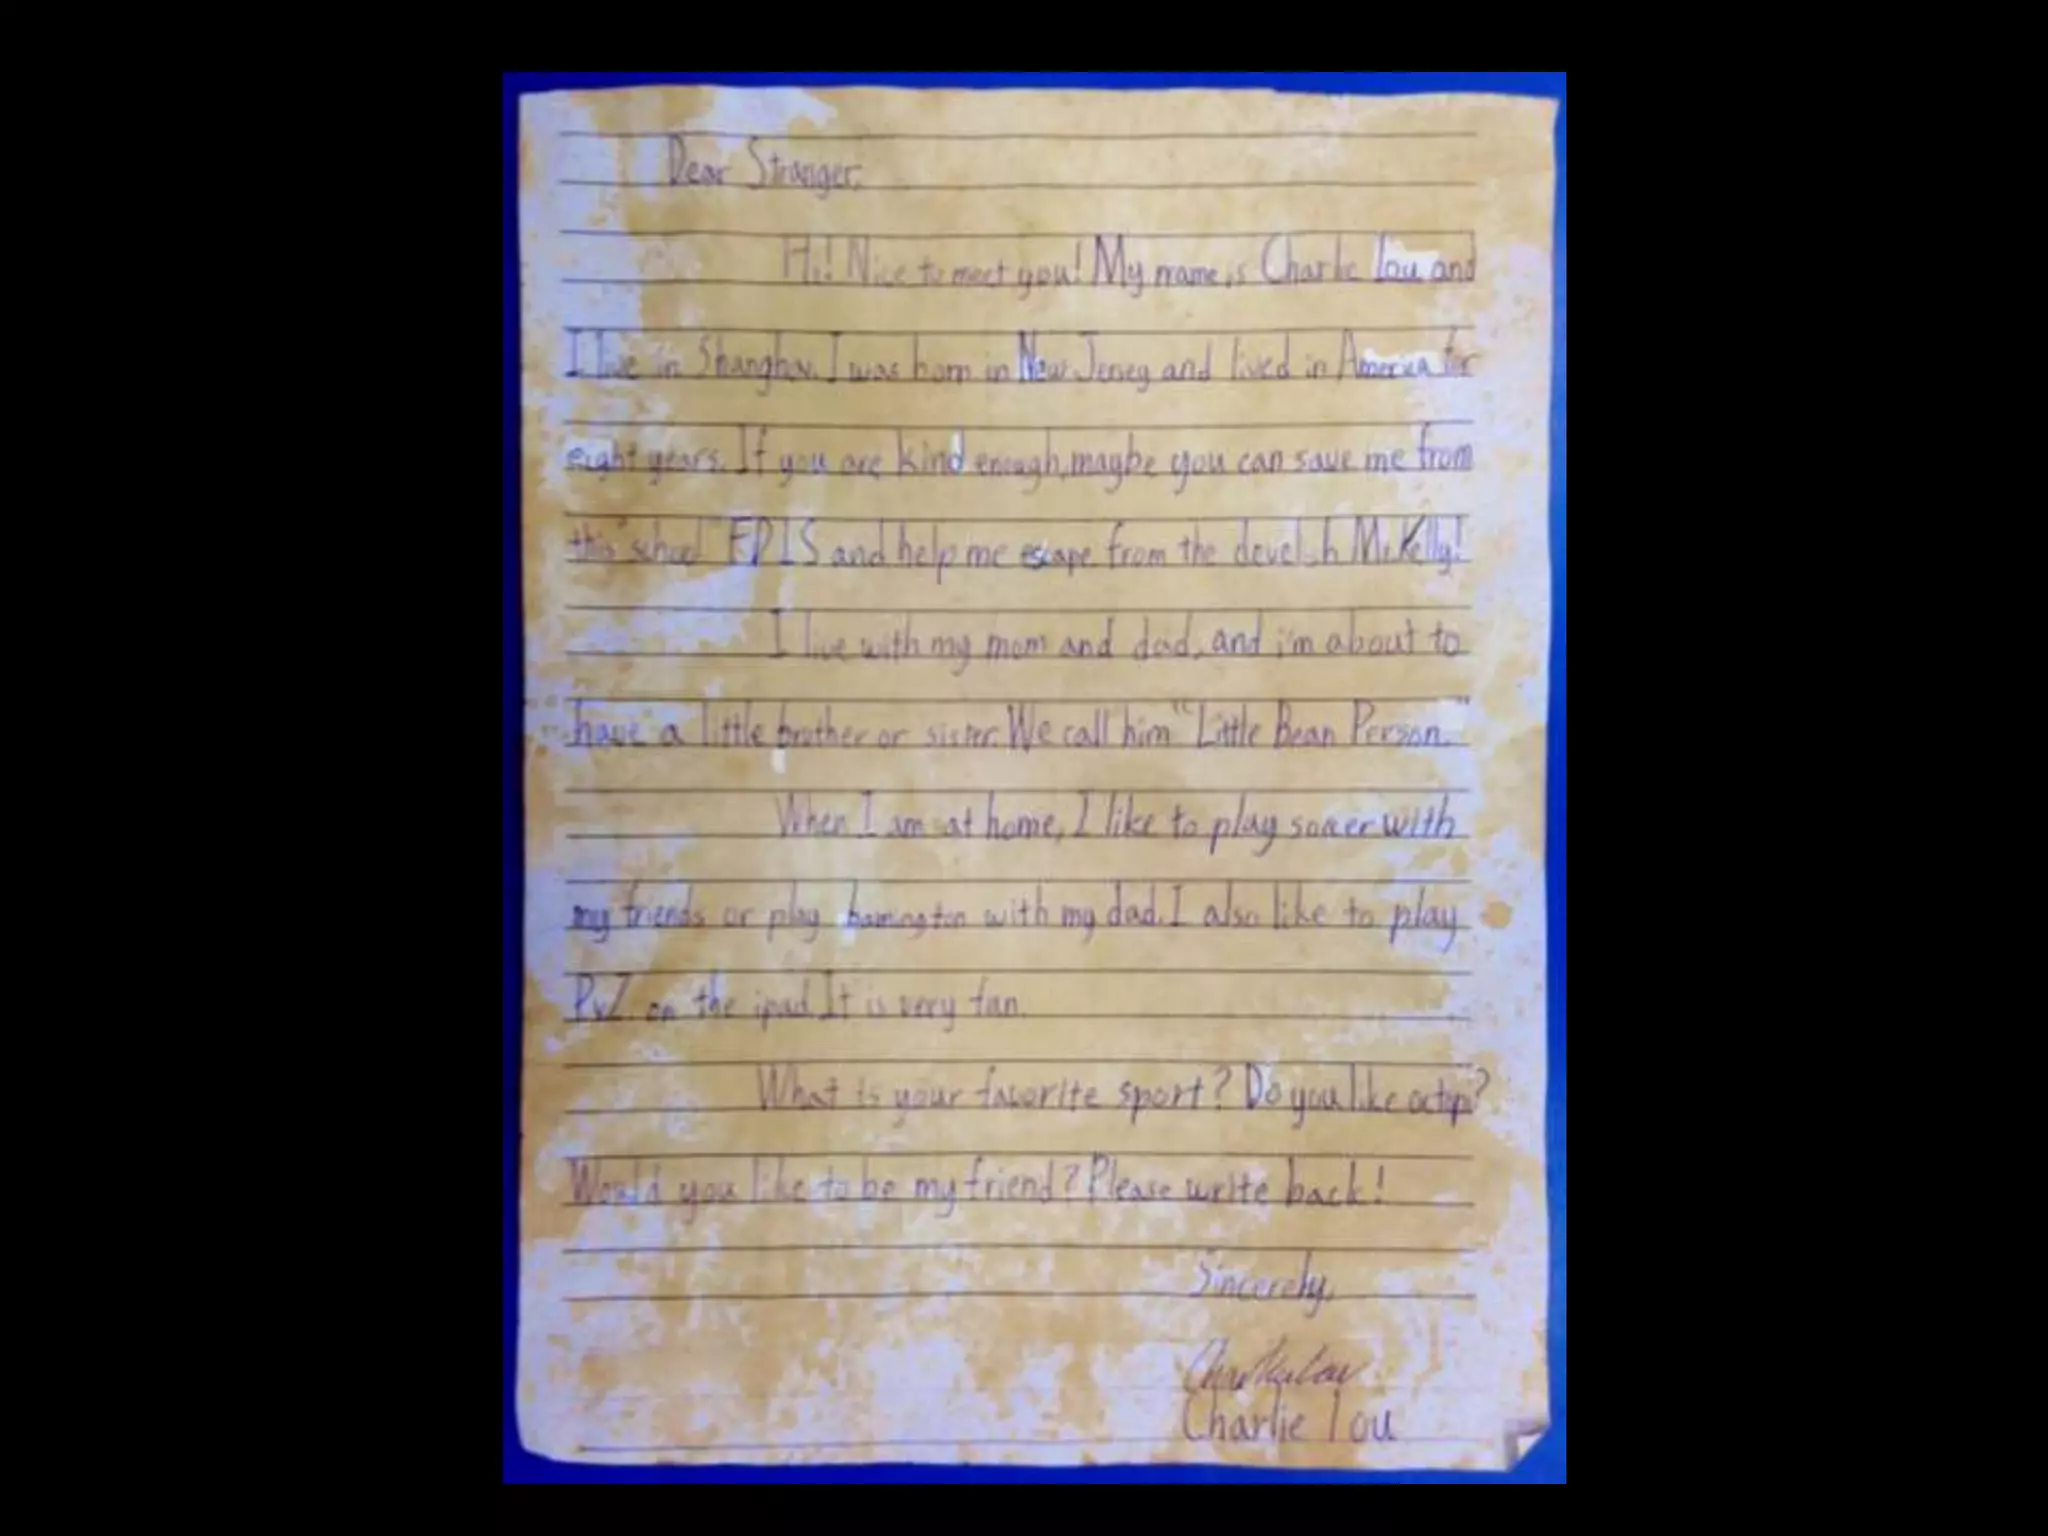 Dear Stranger,
Hi! Nice to meet you! My name is Charlie Lou and
I live in Shanghai. I was born in New Jersey and lived in America for
eight years. If you are kind enough, maybe you can save me from
this "school" EDIS and help me escape from the develish Mr. Kelly!
I live with my mom and dad, and i'm about to
have a little brother or sister. We call him "Little Bean Person."
When I am at home, I like to play soccer with
my friends or play bamington with my dad. I also like to play
PvZ on the ipad. It is very fan.
What is your favorite sport? Do you like octopi?
Would you like to be my friend? Please write back!
Sincerely,
Charlie Lou
Charlie Lou